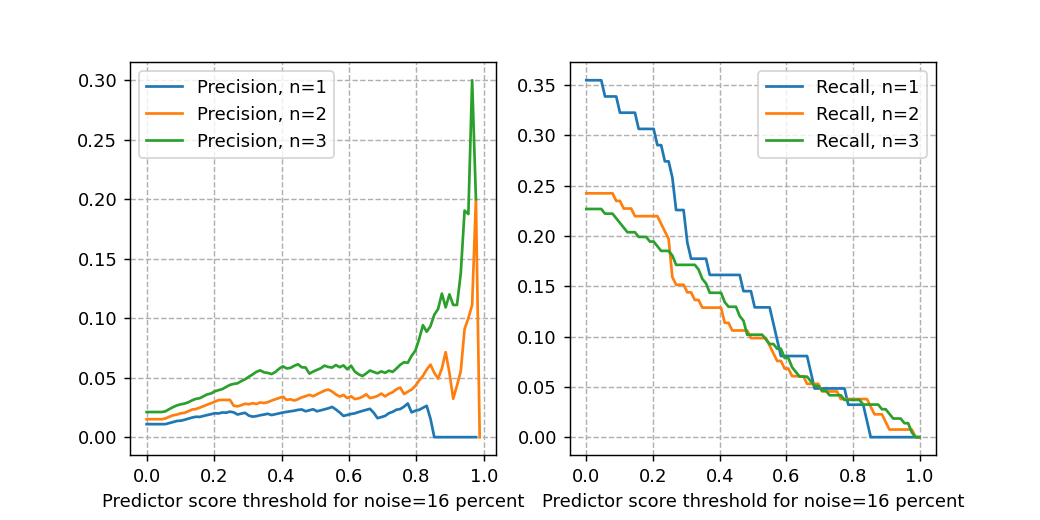 0.30
0.25
0.20
0.15
0.10
0.05
0.00
Precision, n=1
Precision, n=2
Precision, n=3
0.0 0.2 0.4 0.6 0.8 1.0
Predictor score threshold for noise=16 percent
0.35
0.30
0.25
0.20
0.15
0.10
0.05
0.00
Recall, n=1
Recall, n=2
Recall, n=3
0.0 0.2 0.4 0.6 0.8 1.0
Predictor score threshold for noise=16 percent